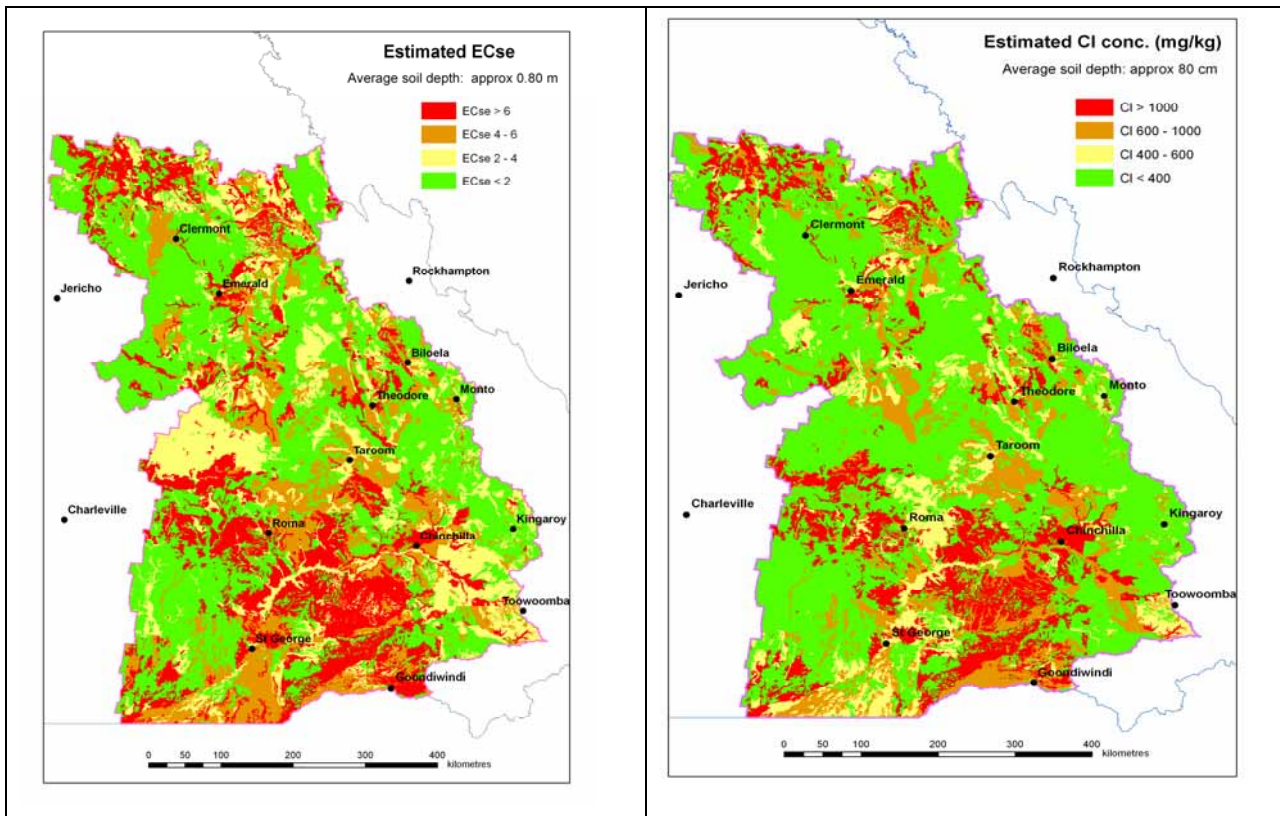 Estimated ECse
Average soil depth: approx 0.80 m
ECse > 6
ECse 4 - 6
ECse 2 - 4
ECse < 2
Clermont
Rockhampton
Jericho
Emerald
Biloela
Monto
Theodore
Taroom
Charleville
Roma
Kingaroy
Chinchilla
Toowoomba
St George
Goondiwindi
0 50 100 200 300 400
kilometres
Estimated Cl conc. (mg/kg)
Average soil depth: approx 80 cm
Cl > 1000
Cl 600 - 1000
Cl 400 - 600
Cl < 400
Clermont
Rockhampton
Jericho
Emerald
Biloela
Monto
Theodore
Taroom
Charleville
Roma
Kingaroy
Chinchilla
Toowoomba
St George
Goondiwindi
0 50 100 200 300 400
kilometres